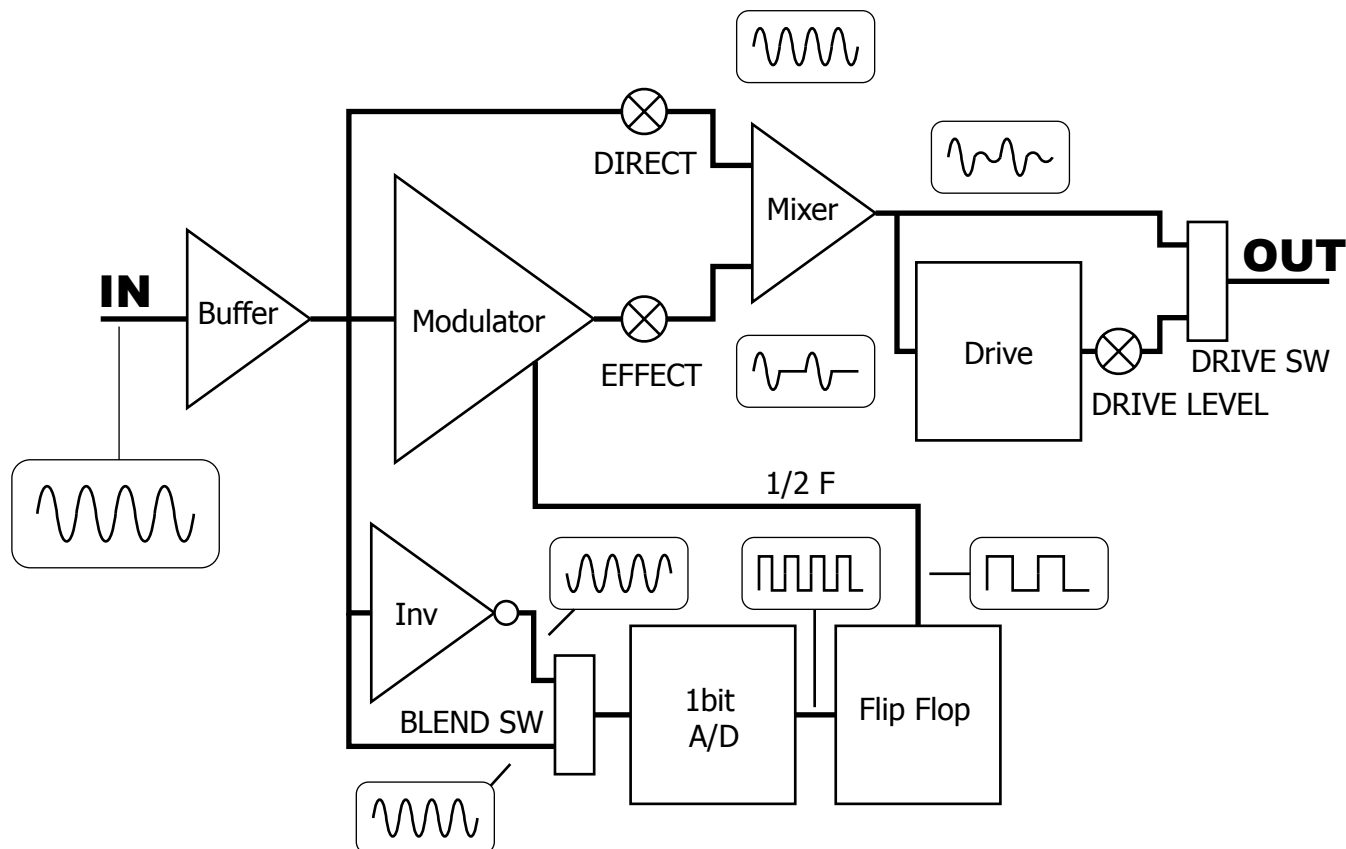 DIRECT
Mixer
IN
Buffer
Modulator
OUT
EFFECT
Drive
DRIVE SW
DRIVE LEVEL
1/2 F
Inv
BLEND SW
1bit
A/D
Flip Flop